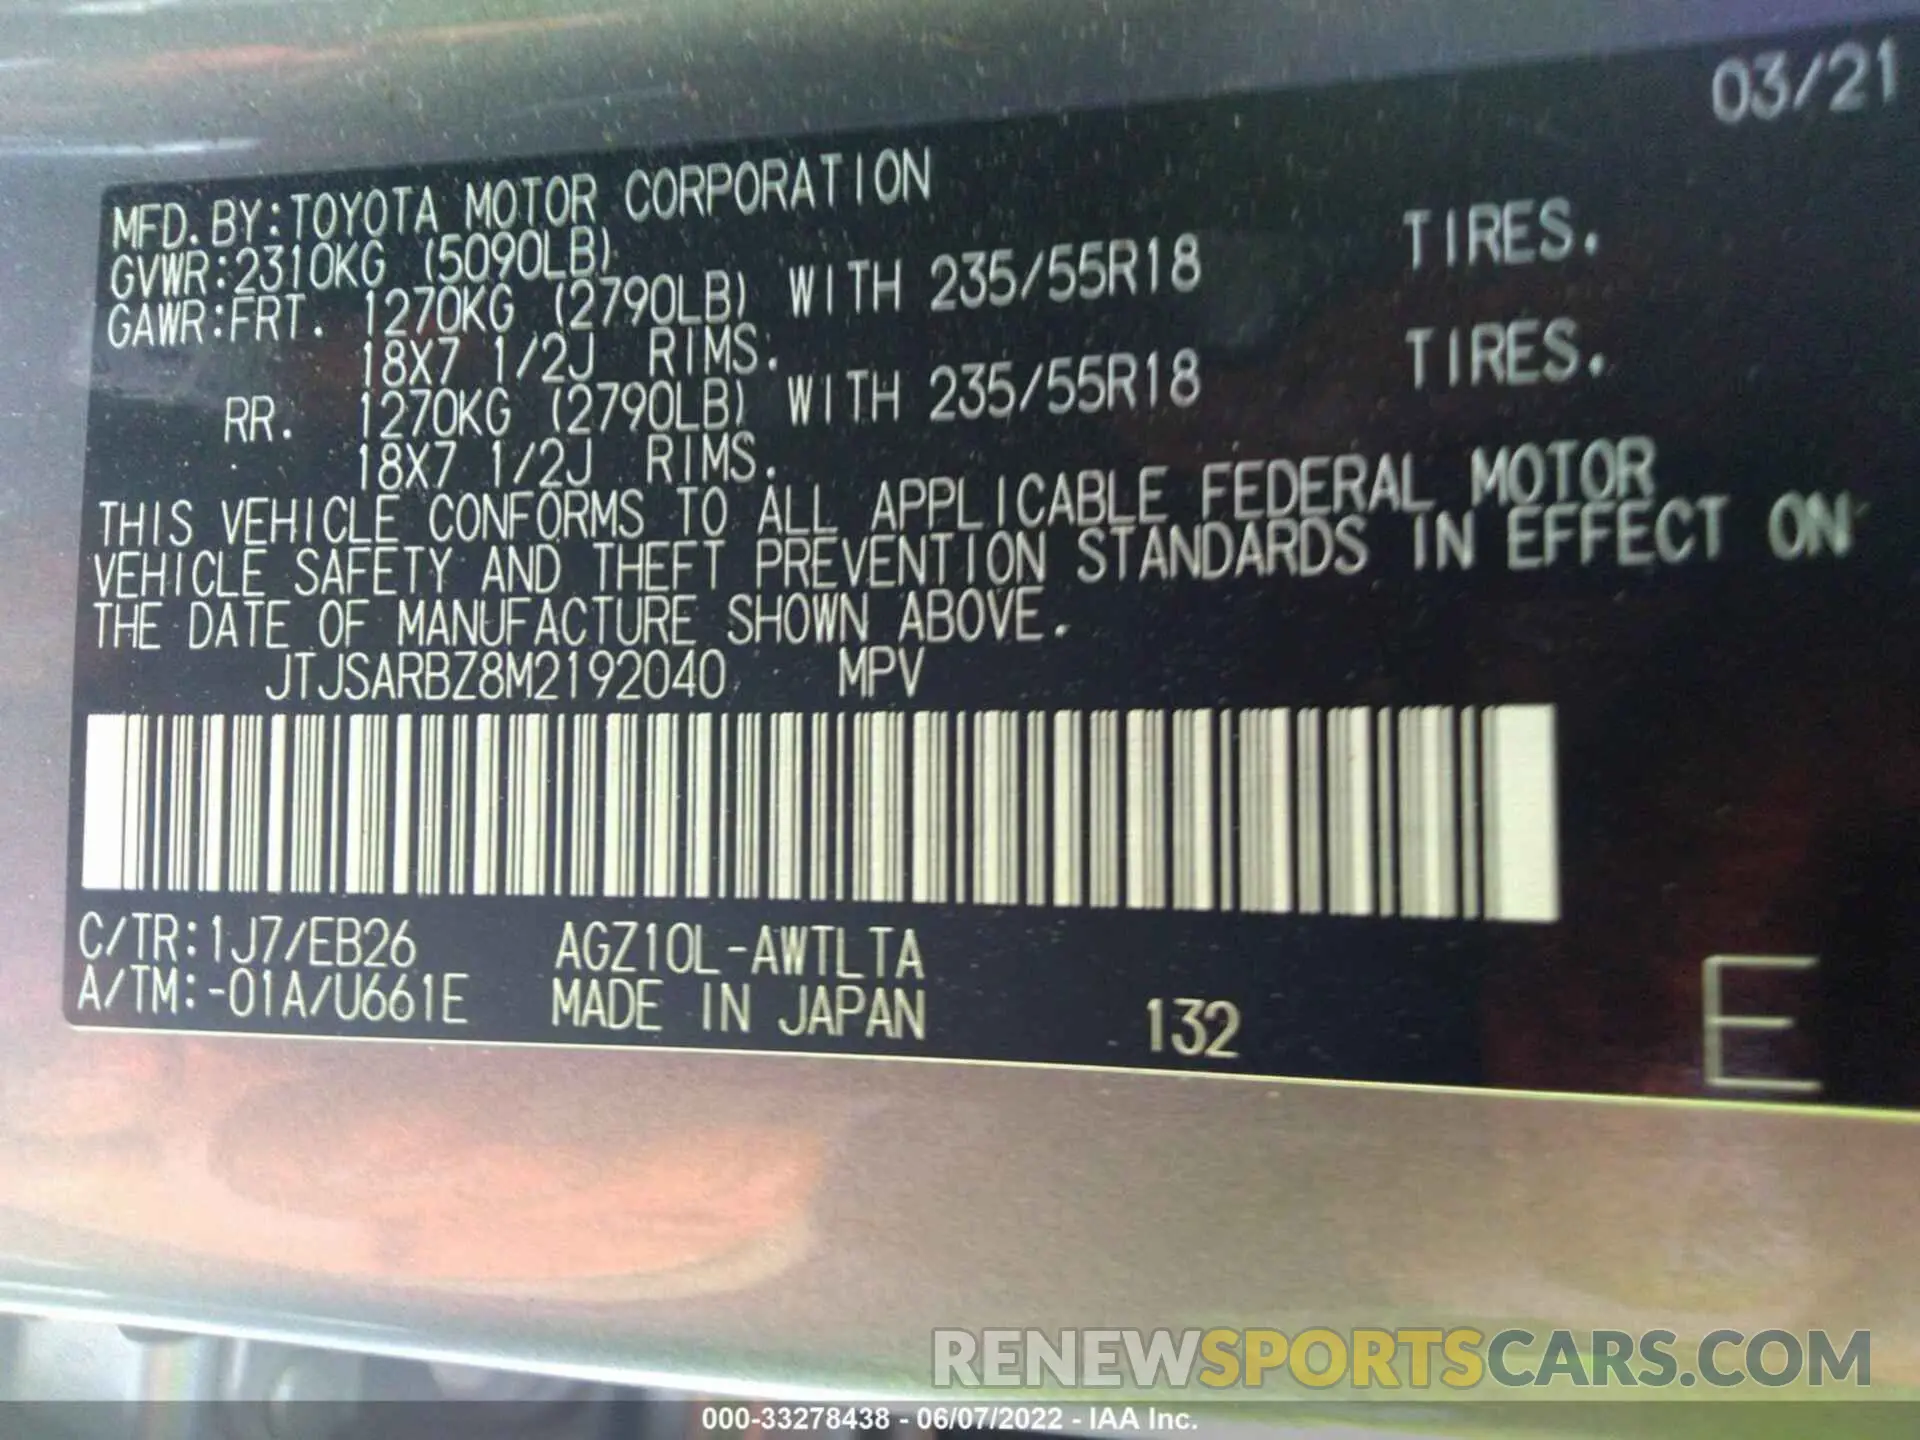 03/21
MFD. BY:TOYOTA MOTOR CORPORATION
GVWR:2310KG (5090LB)
GAWR:FRT. 1270KG (2790LB) WITH 235/55R18 TIRES.
18X7 1/2J RIMS.
RR. 1270KG (2790LB) WITH 235/55R18 TIRES.
18X7 1/2J RIMS.
THIS VEHICLE CONFORMS TO ALL APPLICABLE FEDERAL MOTOR
VEHICLE SAFETY AND THEFT PREVENTION STANDARDS IN EFFECT ON
THE DATE OF MANUFACTURE SHOWN ABOVE.
JTJSARBZ8M2192040 MPV
C/TR:1J7/EB26 AGZ10L-AWTLTA
A/TM:-01A/U661E MADE IN JAPAN 132 E
RENEWSPORTSCARS.COM
000-33278438 - 06/07/2022 - IAA Inc.